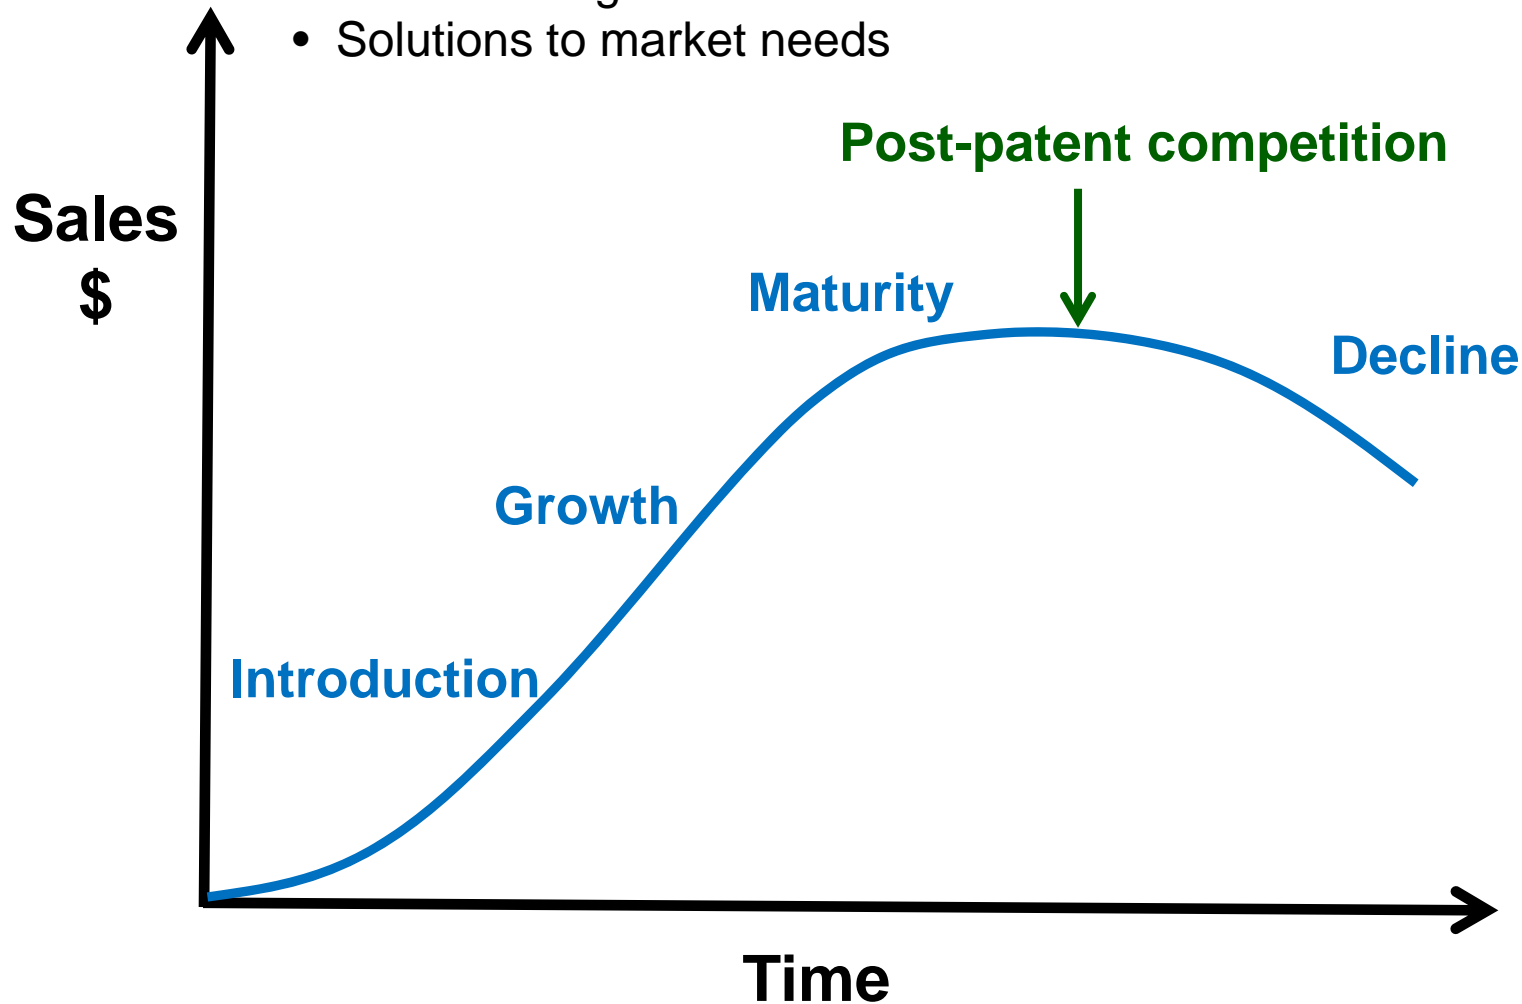 • Solutions to market needs
Post-patent competition
Sales
$
Maturity
Decline
Growth
Introduction
Time